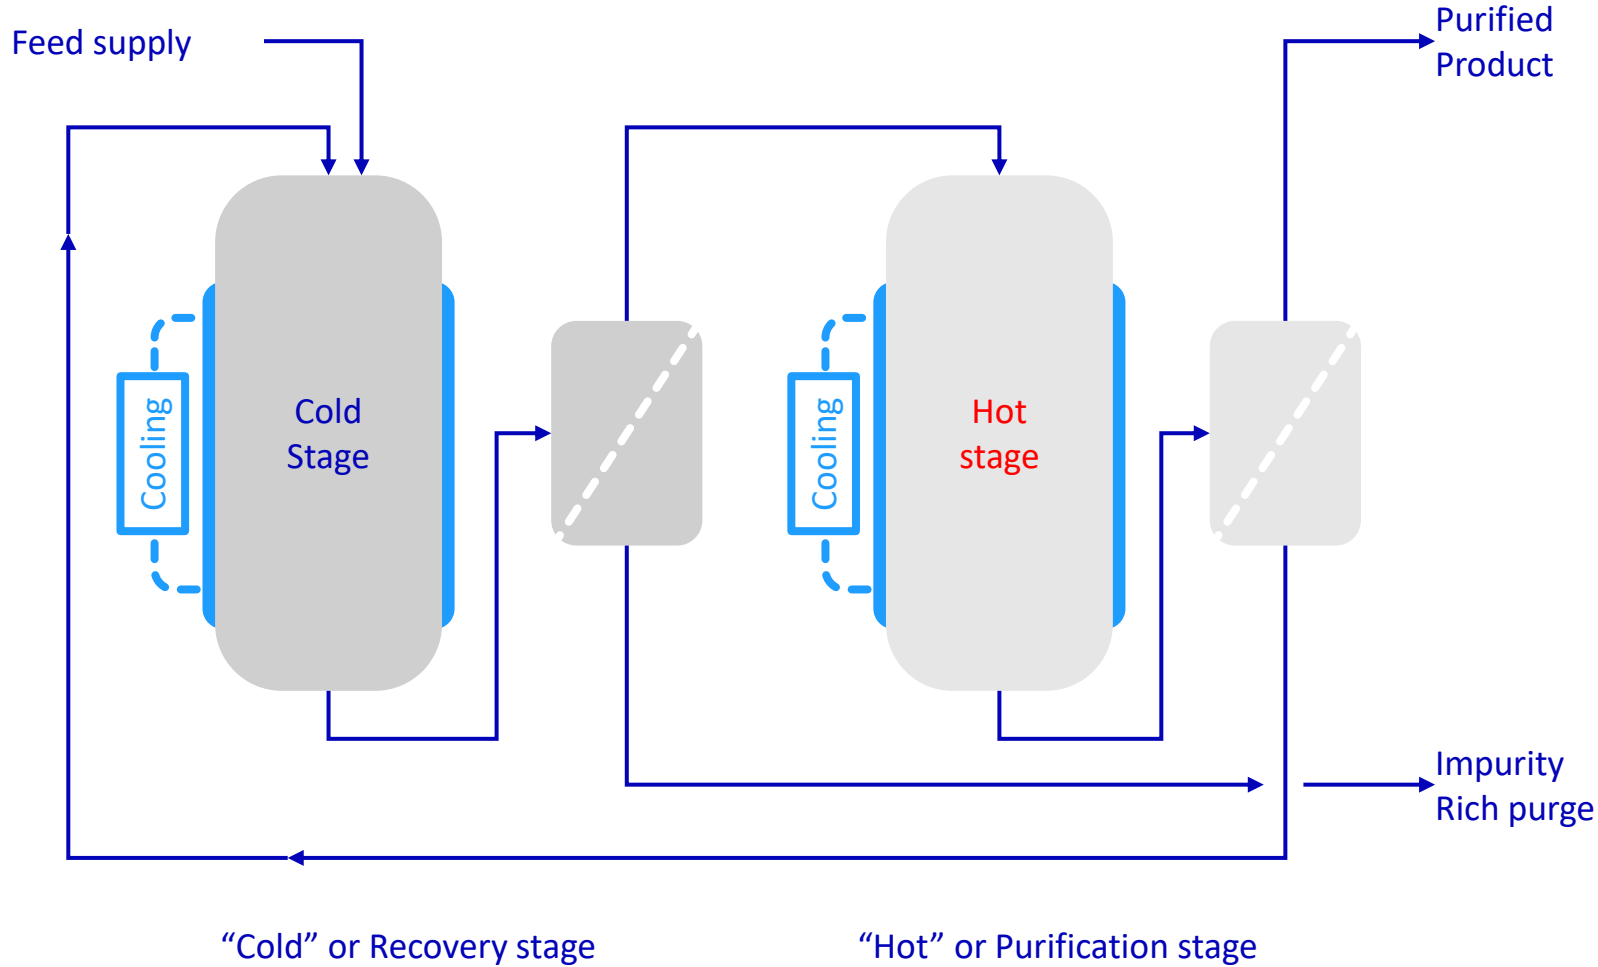 Feed supply
Purified
Product
Cooling
Cold
Stage
Cooling
Hot
stage
Impurity
Rich purge
“Cold” or Recovery stage
“Hot” or Purification stage